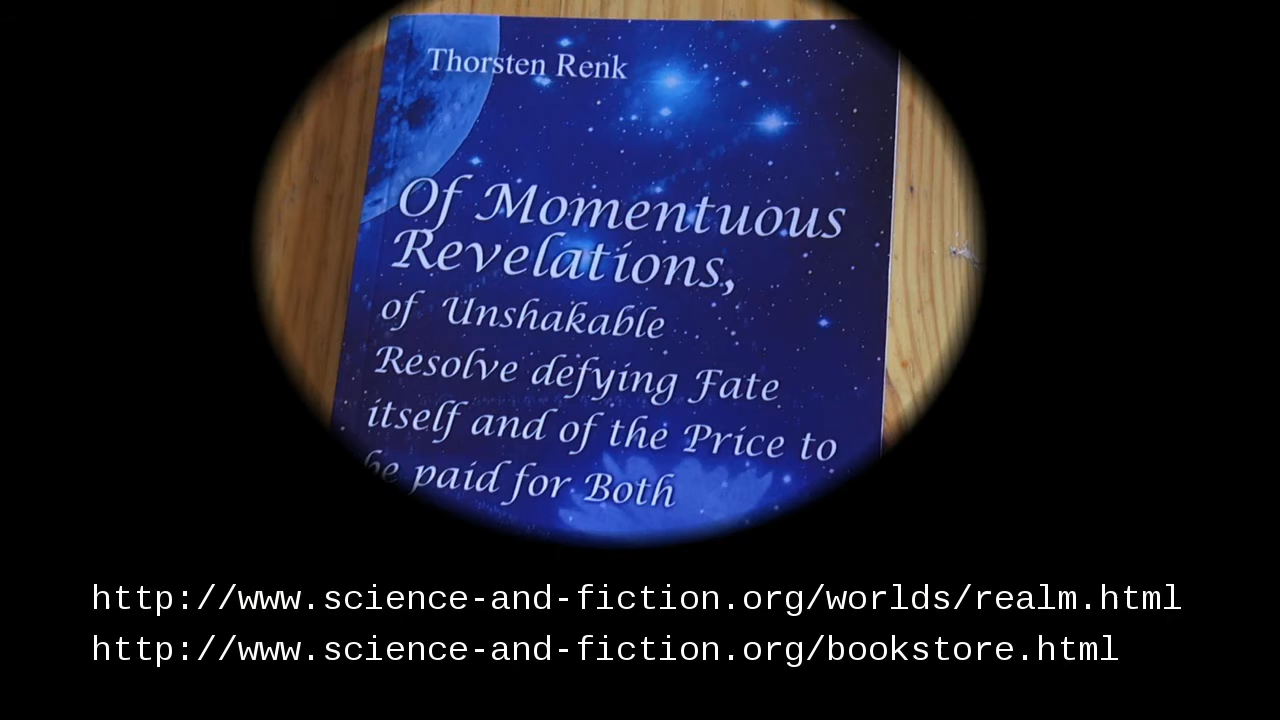 Thorsten Renk
Of Momentuous
Revelations,
of Unshakable
Resolve defying Fate
itself and of the Price to
be paid for Both
http://www.science-and-fiction.org/worlds/realm.html
http://www.science-and-fiction.org/bookstore.html